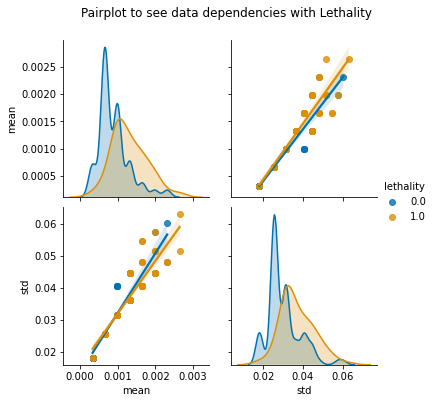 Pairplot to see data dependencies with Lethality
0.0025
0.0020
0.0015
0.0010
0.0005
mean
lethality
0.0
1.0
0.06
0.05
0.04
0.03
0.02
std
0.000 0.001 0.002 0.003
mean
0.02 0.04 0.06
std